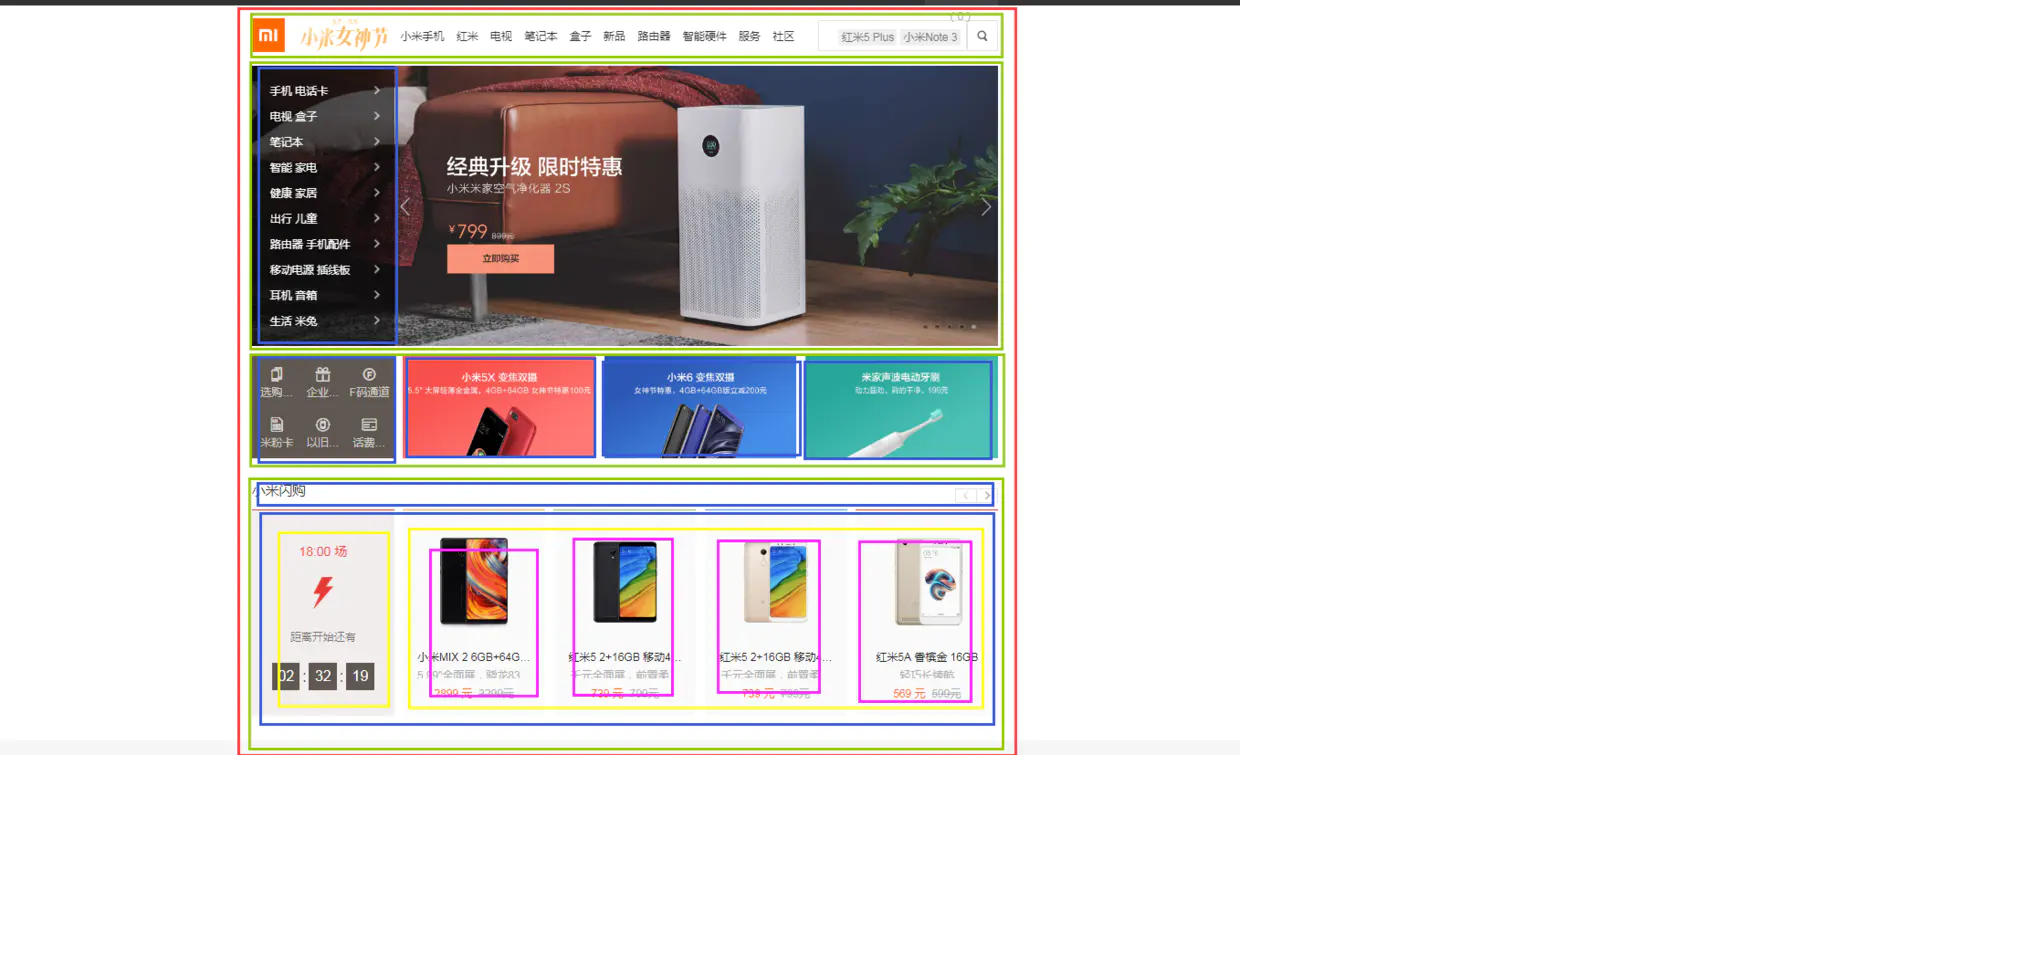 ( 0 )
mi 小米女神节 小米手机 红米 电视 笔记本 盒子 新品 路由器 智能硬件 服务 社区 红米5 Plus 小米Note 3
手机 电话卡
电视 盒子
笔记本
智能 家电
健康 家居
出行 儿童
路由器 手机配件
移动电源 插线板
耳机 音箱
生活 米兔
经典升级 限时特惠
小米米家空气净化器 2S
¥799 899元
立即购买
选购... 企业... F码通道
米粉卡 以旧... 话费...
小米5X 变焦双摄
5.5" 大屏轻薄全金属，4GB+64GB 女神节特惠100元
小米6 变焦双摄
女神节特惠，4GB+64GB版立减200元
米家声波电动牙刷
动力强劲，刷的干净，199元
小米闪购
18:00 场
距离开始还有
02 : 32 : 19
小米MIX 2 6GB+64G...
5.99"全面屏，骁龙83
2899 元 3299元
红米5 2+16GB 移动4...
千元全面屏，前置柔
739 元 799元
红米5 2+16GB 移动4...
千元全面屏，前置柔
739 元 799元
红米5A 香槟金 16GB
轻巧长续航
569 元 599元